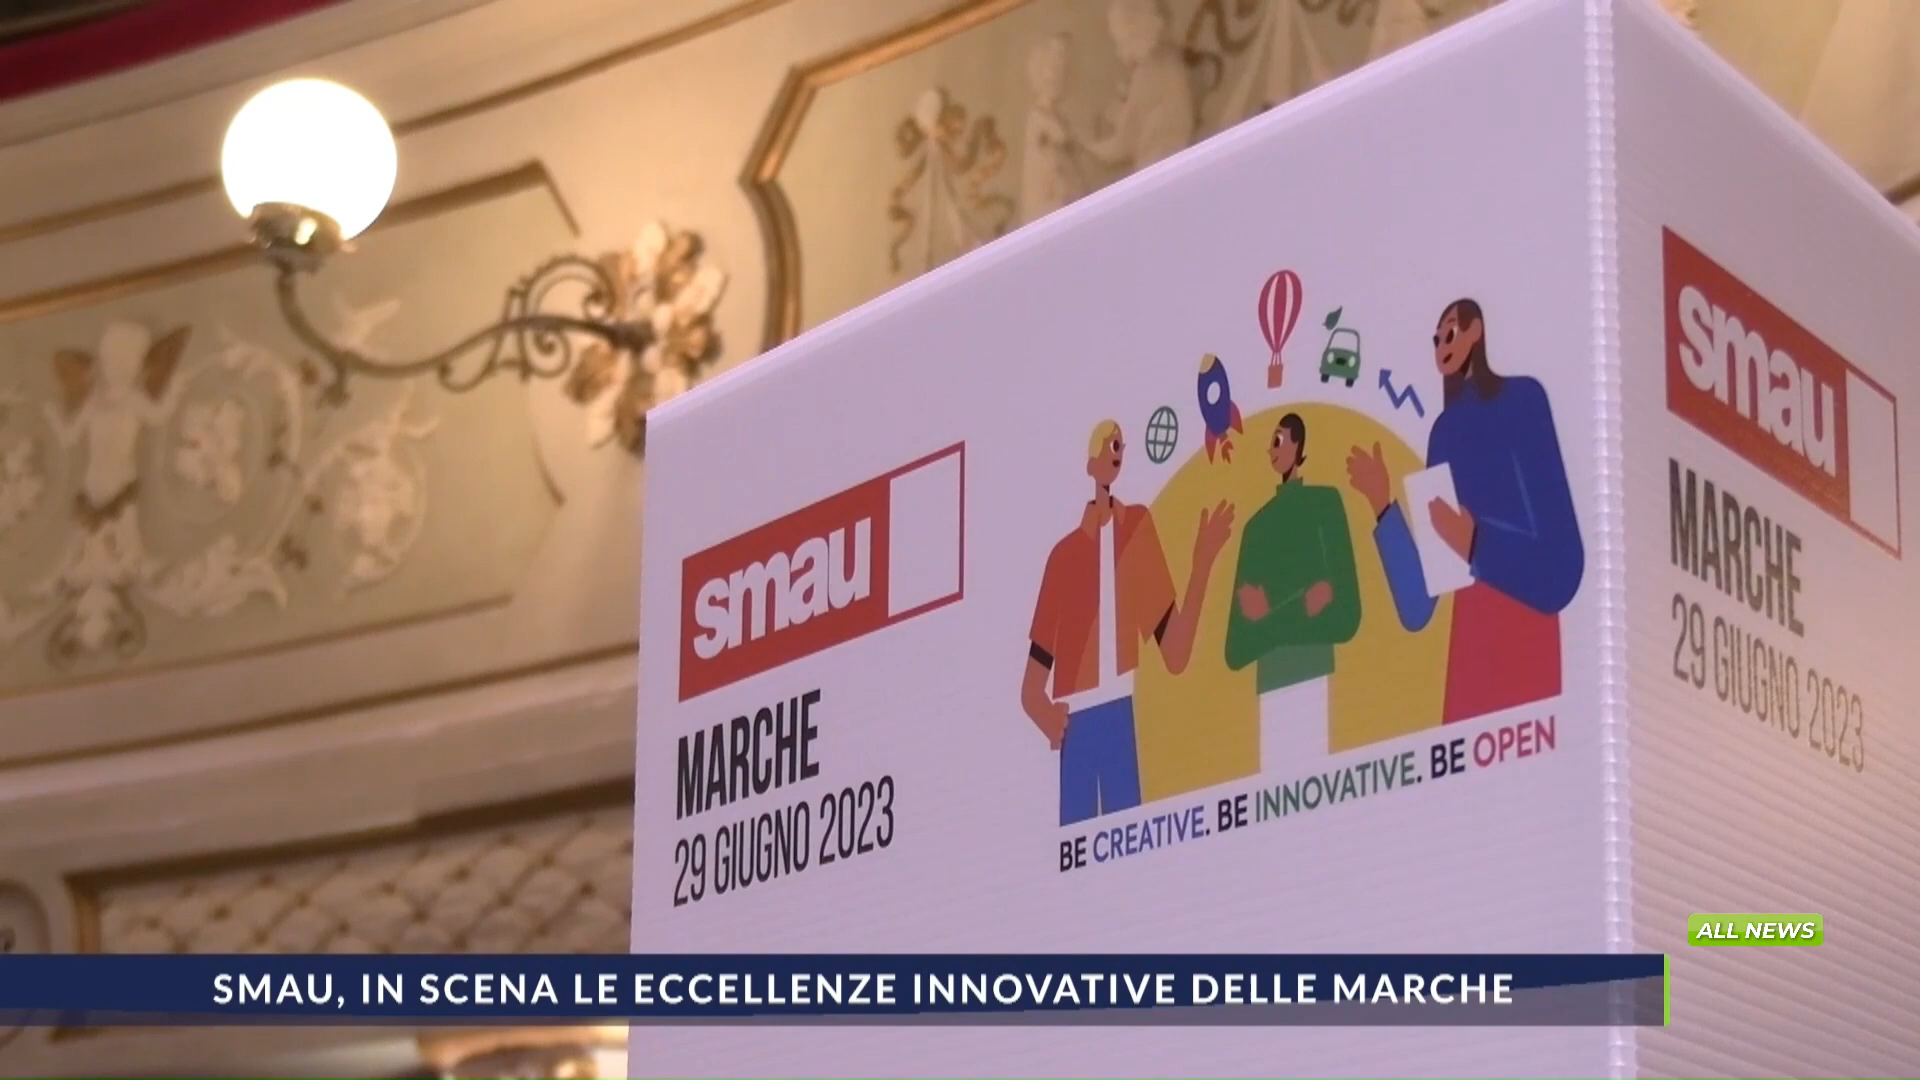 smau
MARCHE
29 GIUGNO 2023
BE CREATIVE. BE INNOVATIVE. BE OPEN
smau
MARCHE
29 GIUGNO 2023
ALL NEWS
SMAU, IN SCENA LE ECCELLENZE INNOVATIVE DELLE MARCHE